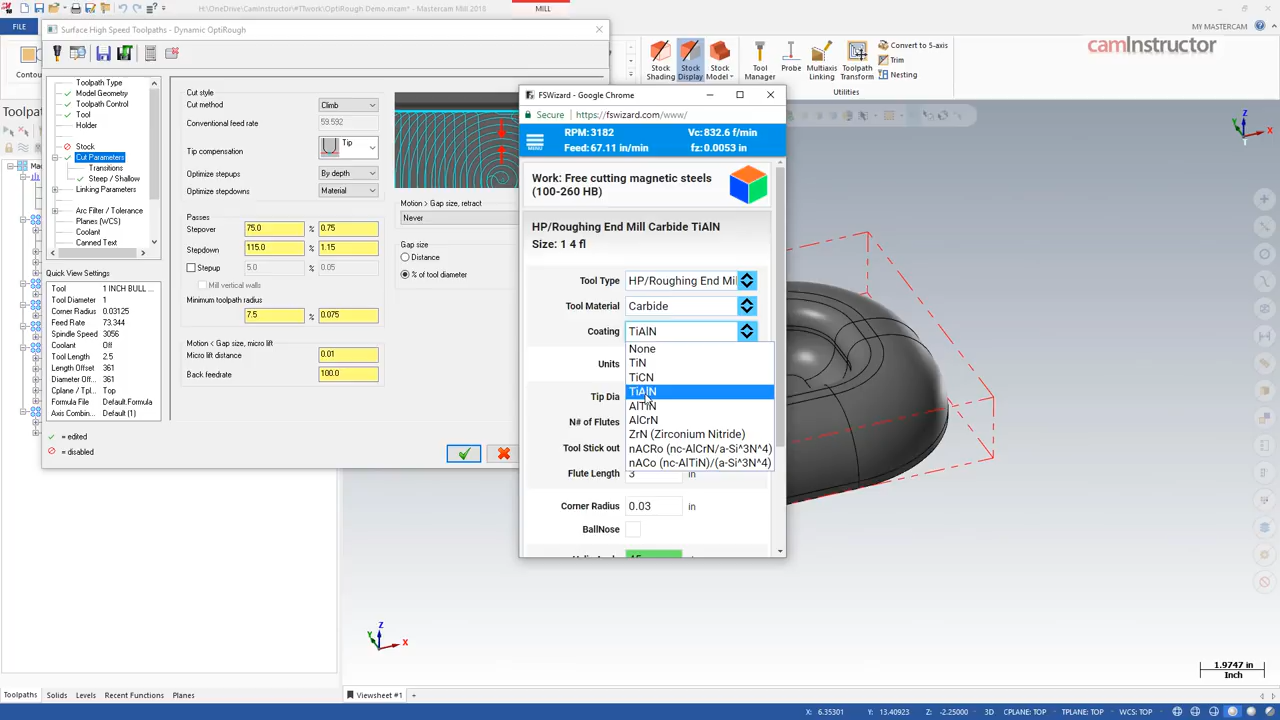 H:\OneDrive\CamInstructor\TTwork\OptiRough Demo.mcam* - Mastercam Mill 2018
MILL
FILE
MY MASTERCAM
camInstructor
Contou
Stock Shading
Stock Display
Stock Model
Tool Manager
Probe
Multiaxis Linking
Toolpath Transform
Convert to 5-axis
Trim
Nesting
Utilities
Toolpaths
Surface High Speed Toolpaths - Dynamic OptiRough
Toolpath Type
Model Geometry
Toolpath Control
Tool
Holder
Stock
Cut Parameters
Transitions
Steep / Shallow
Linking Parameters
Arc Filter / Tolerance
Planes (WCS)
Coolant
Canned Text
Quick View Settings
Tool 1 INCH BULL ...
Tool Diameter 1
Corner Radius 0.03125
Feed Rate 73.344
Spindle Speed 3056
Coolant Off
Tool Length 2.5
Length Offset 361
Diameter Off... 361
Cplane / Tpl... Top
Formula File Default.Formula
Axis Combin... Default (1)
= edited
= disabled
Cut style
Cut method Climb
Conventional feed rate 59.592
Tip compensation Tip
Optimize stepups By depth
Optimize stepdowns Material
Passes
Stepover 75.0 % 0.75
Stepdown 115.0 % 1.15
Stepup 5.0 % 0.05
Mill vertical walls
Minimum toolpath radius
7.5 % 0.075
Motion < Gap size, micro lift
Micro lift distance 0.01
Back feedrate 100.0
Motion > Gap size, retract
Never
Gap size
Distance
% of tool diameter
FSWizard - Google Chrome
Secure https://fswizard.com/www/
RPM: 3182 Vc: 832.6 f/min
Feed: 67.11 in/min fz: 0.0053 in
Work: Free cutting magnetic steels
(100-260 HB)
HP/Roughing End Mill Carbide TiAlN
Size: 1 4 fl
Tool Type HP/Roughing End Mil
Tool Material Carbide
Coating TiAlN
None
TiN
TiCN
TiAlN
AlTiN
AlCrN
ZrN (Zirconium Nitride)
nACRo (nc-AlCrN/a-Si^3N^4)
nACo (nc-AlTiN)/(a-Si^3N^4)
Units
Tip Dia
N# of Flutes
Tool Stick out
Flute Length 3 in
Corner Radius 0.03 in
BallNose
Z
Y
X
Z
Y
X
1.9747 in
Inch
Toolpaths Solids Levels Recent Functions Planes
Viewsheet #1 +
X: 6.35301 Y: 13.40923 Z: -2.25000 3D CPLANE: TOP TPLANE: TOP WCS: TOP